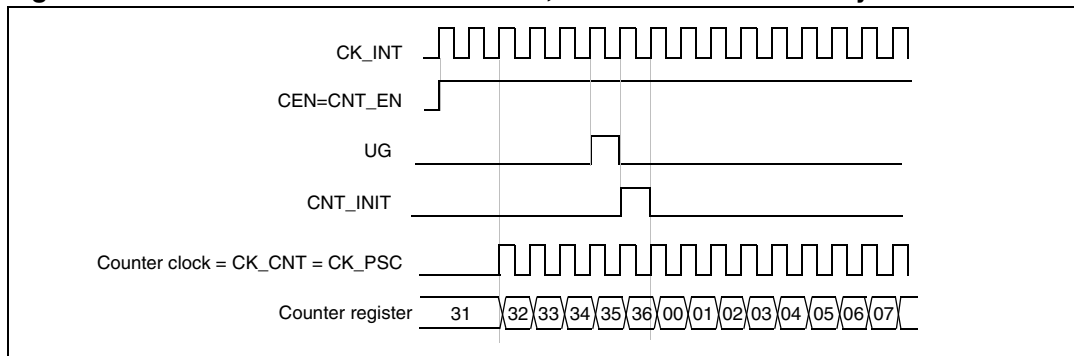 CK_INT
CEN=CNT_EN
UG
CNT_INIT
Counter clock = CK_CNT = CK_PSC
Counter register 31 32 33 34 35 36 00 01 02 03 04 05 06 07